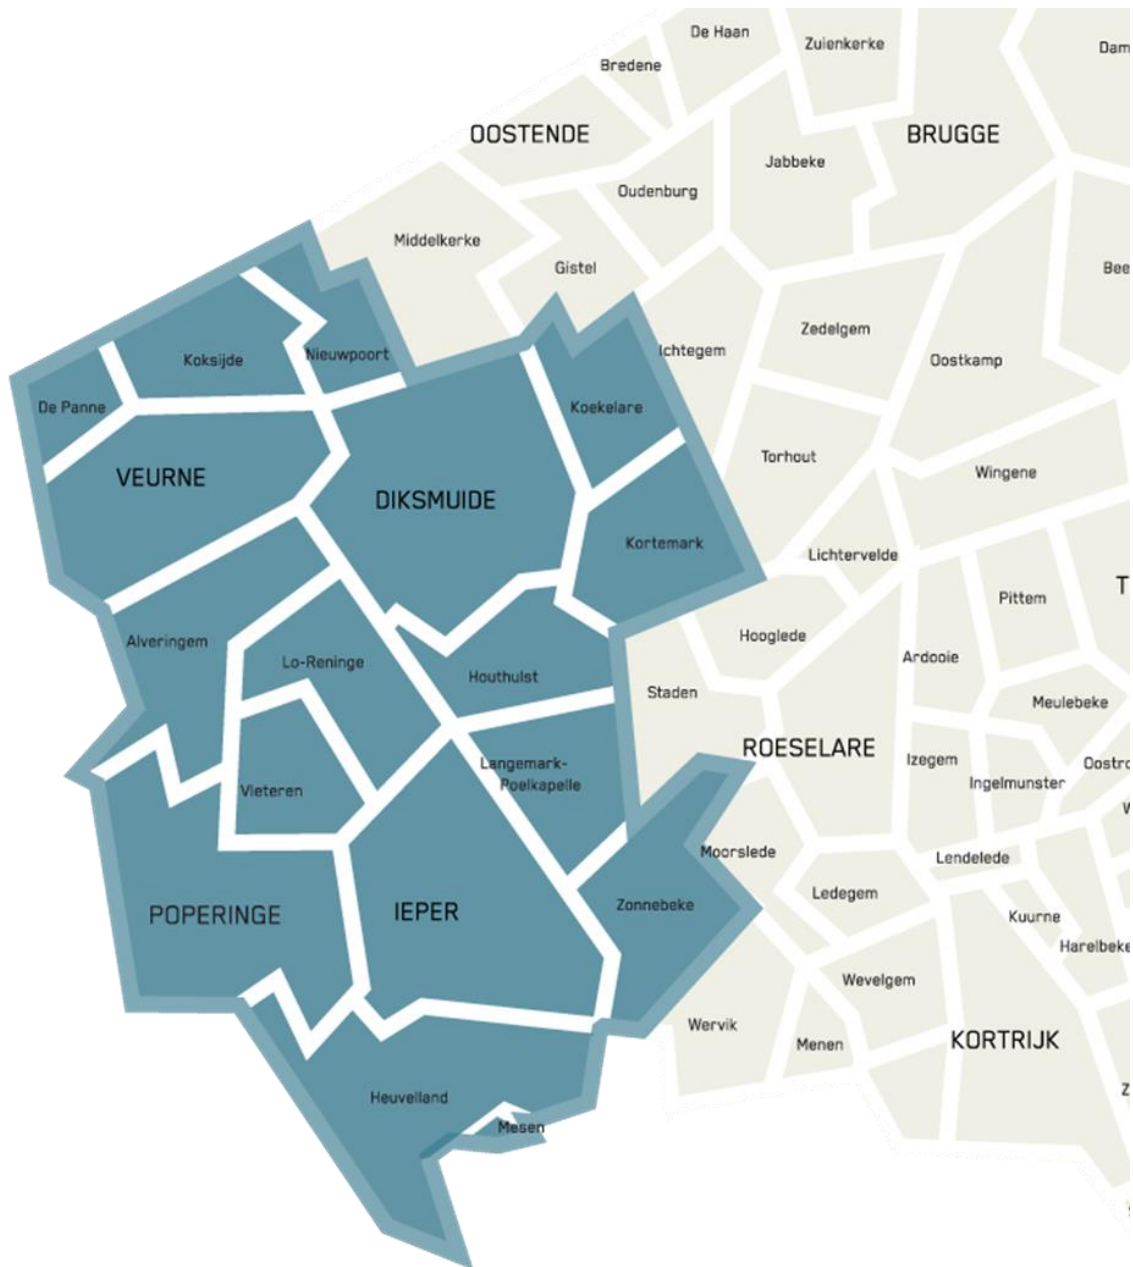 De Haan
Zuienkerke
Dam
Bredene
OOSTENDE
BRUGGE
Jabbeke
Oudenburg
Middelkerke
Gistel
Bee
Zedelgem
Ichtegem
Nieuwpoort
Koksijde
Oostkamp
De Panne
Koekelare
Torhout
VEURNE
Wingene
DIKSMUIDE
Kortemark
Lichtervelde
T
Pittem
Alveringem
Hooglede
Ardooie
Lo-Reninge
Houthulst
Staden
Meulebeke
ROESELARE
Izegem
Langemark-
Poelkapelle
Oostro
Ingelmunster
Vleteren
W
Moorslede
Lendelede
Ledegem
Zonnebeke
IEPER
POPERINGE
Kuurne
Harelbeke
Wevelgem
Wervik
KORTRIJK
Menen
Z
Heuvelland
Mesen